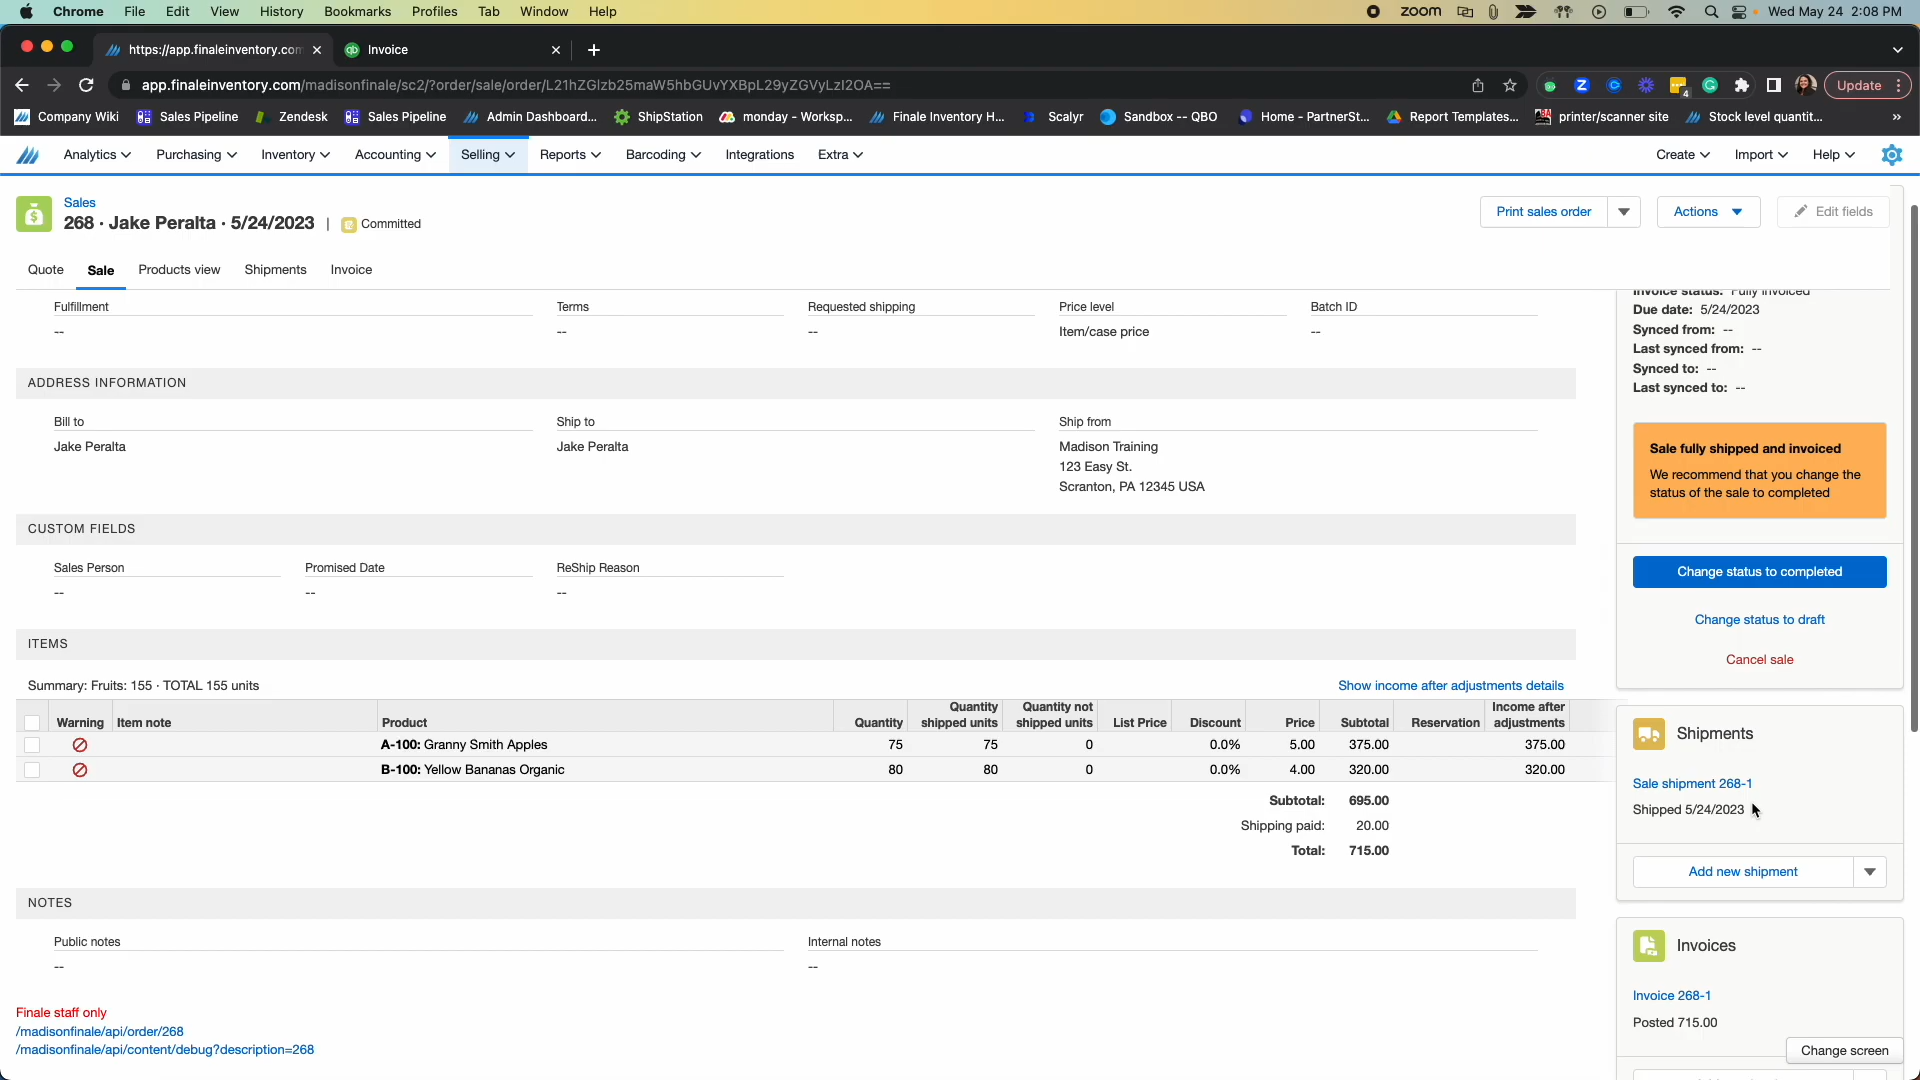 Chrome File Edit View History Bookmarks Profiles Tab Window Help
zoom Wed May 24 2:08 PM
https://app.finaleinventory.com
Invoice
app.finaleinventory.com/madisonfinale/sc2/?order/sale/order/L21hZGlzb25maW5hbGUvYXBpL29yZGVyLzI2OA==
4
Update
Company Wiki Sales Pipeline Zendesk Sales Pipeline Admin Dashboard... ShipStation monday - Worksp... Finale Inventory H... Scalyr Sandbox -- QBO Home - PartnerSt... Report Templates... printer/scanner site Stock level quantit... »
Analytics Purchasing Inventory Accounting Selling Reports Barcoding Integrations Extra Create Import Help
Sales
268 · Jake Peralta · 5/24/2023 | Committed
Print sales order Actions Edit fields
Quote Sale Products view Shipments Invoice
Fulfillment Terms Requested shipping Price level Batch ID
-- -- -- Item/case price --
ADDRESS INFORMATION
Bill to Ship to Ship from
Jake Peralta Jake Peralta Madison Training
123 Easy St.
Scranton, PA 12345 USA
CUSTOM FIELDS
Sales Person Promised Date ReShip Reason
-- -- --
ITEMS
Summary: Fruits: 155 · TOTAL 155 units Show income after adjustments details
Warning Item note Product Quantity Quantity shipped units Quantity not shipped units List Price Discount Price Subtotal Reservation Income after adjustments
A-100: Granny Smith Apples 75 75 0 0.0% 5.00 375.00 375.00
B-100: Yellow Bananas Organic 80 80 0 0.0% 4.00 320.00 320.00
Subtotal: 695.00
Shipping paid: 20.00
Total: 715.00
NOTES
Public notes Internal notes
-- --
Finale staff only
/madisonfinale/api/order/268
/madisonfinale/api/content/debug?description=268
Invoice status: Fully invoiced
Due date: 5/24/2023
Synced from: --
Last synced from: --
Synced to: --
Last synced to: --
Sale fully shipped and invoiced
We recommend that you change the
status of the sale to completed
Change status to completed
Change status to draft
Cancel sale
Shipments
Sale shipment 268-1
Shipped 5/24/2023
Add new shipment
Invoices
Invoice 268-1
Posted 715.00
Change screen